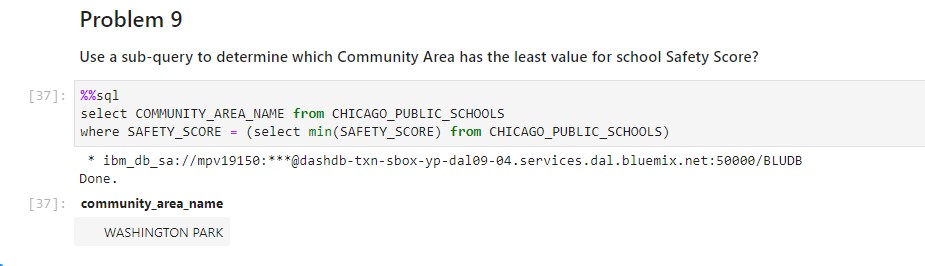 Problem 9
Use a sub-query to determine which Community Area has the least value for school Safety Score?
[37]: %%sql
select COMMUNITY_AREA_NAME from CHICAGO_PUBLIC_SCHOOLS
where SAFETY_SCORE = (select min(SAFETY_SCORE) from CHICAGO_PUBLIC_SCHOOLS)
* ibm_db_sa://mpv19150:***@dashdb-txn-sbox-yp-dal09-04.services.dal.bluemix.net:50000/BLUDB
Done.
[37]: community_area_name
WASHINGTON PARK